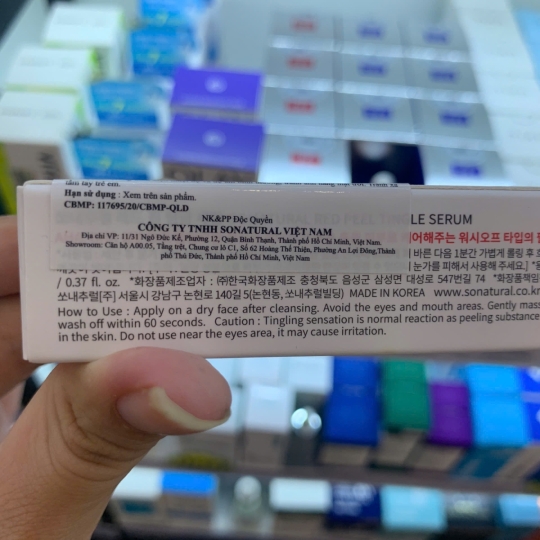 Hạn sử dụng : Xem trên sản phẩm.
CBMP: 117695/20/CBMP-QLD
NK&PP Độc Quyền
CÔNG TY TNHH SONATURAL VIỆT NAM
Địa chỉ VP: 11/31 Ngô Đức Kế, Phường 12, Quận Bình Thạnh, Thành phố Hồ Chí Minh, Việt Nam.
Showroom: Căn hộ A00.05, Tầng trệt, Chung cư lô C1, Số 62 Hoàng Thế Thiện, Phường An Lợi Đông,Thành
phố Thủ Đức, Thành phố Hồ Chí Minh, Việt Nam
RED PEEL LE SERUM
어해주는 워시오프 타입의
바른 다음 1분간 가볍게 롤링 후
눈가를 피해서 사용해 주세요.]
/ 0.37 fl. oz. *화장품제조업자 : ㈜한국화장품제조 충청북도 음성군 삼성면 대성로 547번길 74 *화장품책임
쏘내추럴[주] 서울시 강남구 논현로 140길 5(논현동, 쏘내추럴빌딩) MADE IN KOREA www.sonatural.co.k
How to Use : Apply on a dry face after cleansing. Avoid the eyes and mouth areas. Gently mass
wash off within 60 seconds. Caution : Tingling sensation is normal reaction as peeling substance
in the skin. Do not use near the eyes area, it may cause irritation.